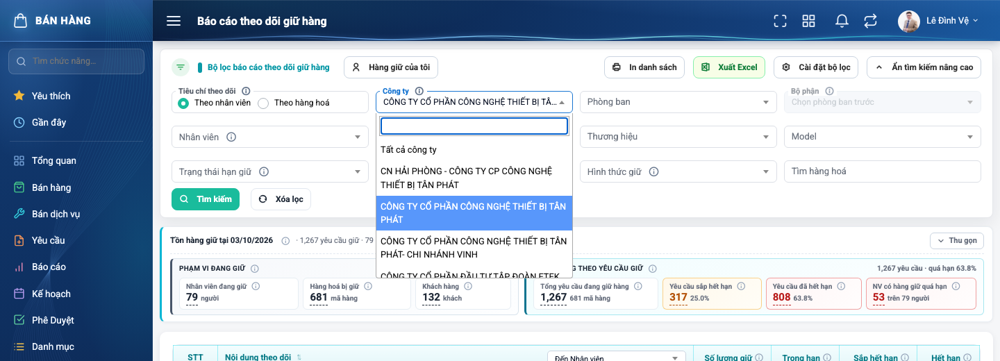 BÁN HÀNG
Báo cáo theo dõi giữ hàng
Lê Đình Vệ
Tìm chức năng...
Yêu thích
Gần đây
Tổng quan
Bán hàng
Bán dịch vụ
Yêu cầu
Báo cáo
Kế hoạch
Phê Duyệt
Danh mục
Bộ lọc báo cáo theo dõi giữ hàng
Hàng giữ của tôi
In danh sách
Xuất Excel
Cài đặt bộ lọc
Ẩn tìm kiếm nâng cao
Tiêu chí theo dõi
Theo nhân viên
Theo hàng hoá
Công ty
CÔNG TY CỔ PHẦN CÔNG NGHỆ THIẾT BỊ TÂ...
Phòng ban
Bộ phận
Chọn phòng ban trước
Nhân viên
Thương hiệu
Model
Trạng thái hạn giữ
Hình thức giữ
Tìm hàng hoá
Tất cả công ty
CN HẢI PHÒNG - CÔNG TY CP CÔNG NGHỆ
THIẾT BỊ TÂN PHÁT
CÔNG TY CỔ PHẦN CÔNG NGHỆ THIẾT BỊ TÂN
PHÁT
CÔNG TY CỔ PHẦN CÔNG NGHỆ THIẾT BỊ TÂN
PHÁT- CHI NHÁNH VINH
CÔNG TY CỔ PHẦN ĐẦU TƯ TẬP ĐOÀN ETEK
Tìm kiếm
Xóa lọc
Tồn hàng giữ tại 03/10/2026
· 1,267 yêu cầu giữ · 79
Thu gọn
PHẠM VI ĐANG GIỮ
Nhân viên đang giữ
79 người
Hàng hoá bị giữ
681 mã hàng
Khách hàng
132 khách
THEO YÊU CẦU GIỮ
1,267 yêu cầu · quá hạn 63.8%
Tổng yêu cầu đang giữ hàng
1,267 681 mã hàng
Yêu cầu sắp hết hạn
317 25.0%
Yêu cầu đã hết hạn
808 63.8%
NV có hàng giữ quá hạn
53 trên 79 người
STT
Nội dung theo dõi
Đến Nhân viên
Số lượng giữ
Trong hạn
Sắp hết hạn
Hết hạn